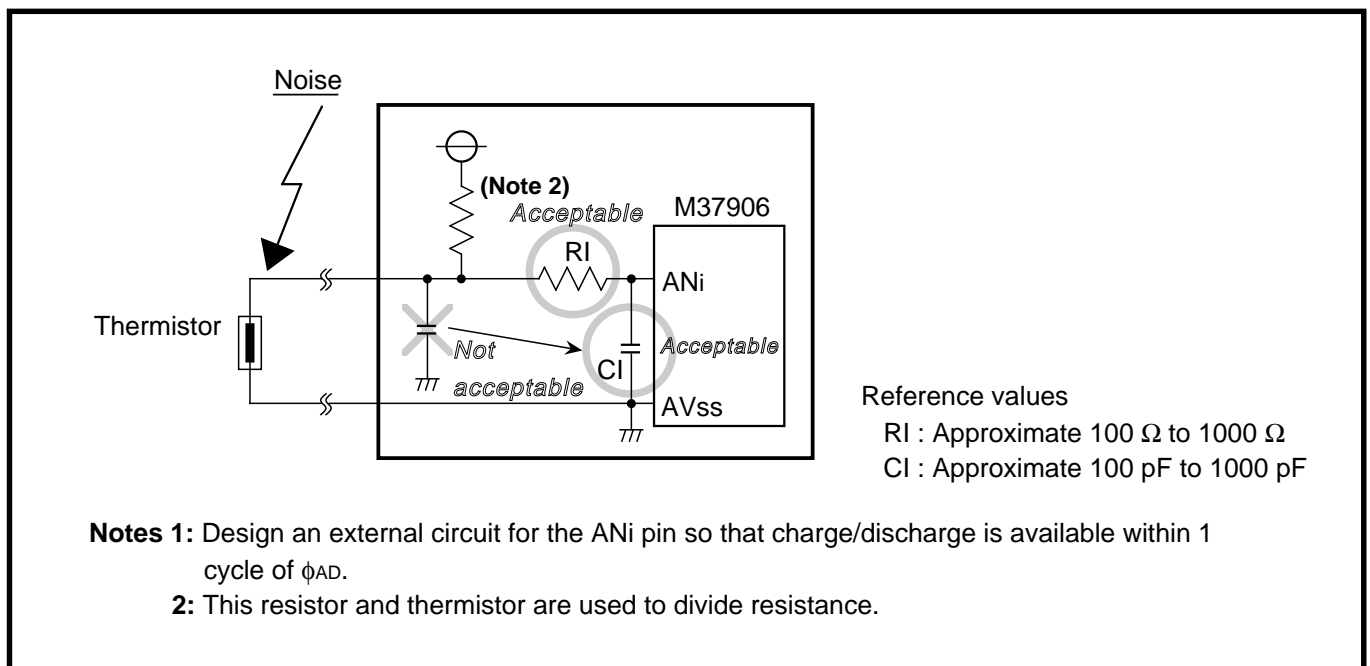 Noise
(Note 2)
Acceptable
M37906
RI
ANi
Thermistor
Not
acceptable
CI
Acceptable
AVss
Reference values
RI : Approximate 100 Ω to 1000 Ω
CI : Approximate 100 pF to 1000 pF
Notes 1: Design an external circuit for the ANi pin so that charge/discharge is available within 1
cycle of ϕAD.
2: This resistor and thermistor are used to divide resistance.